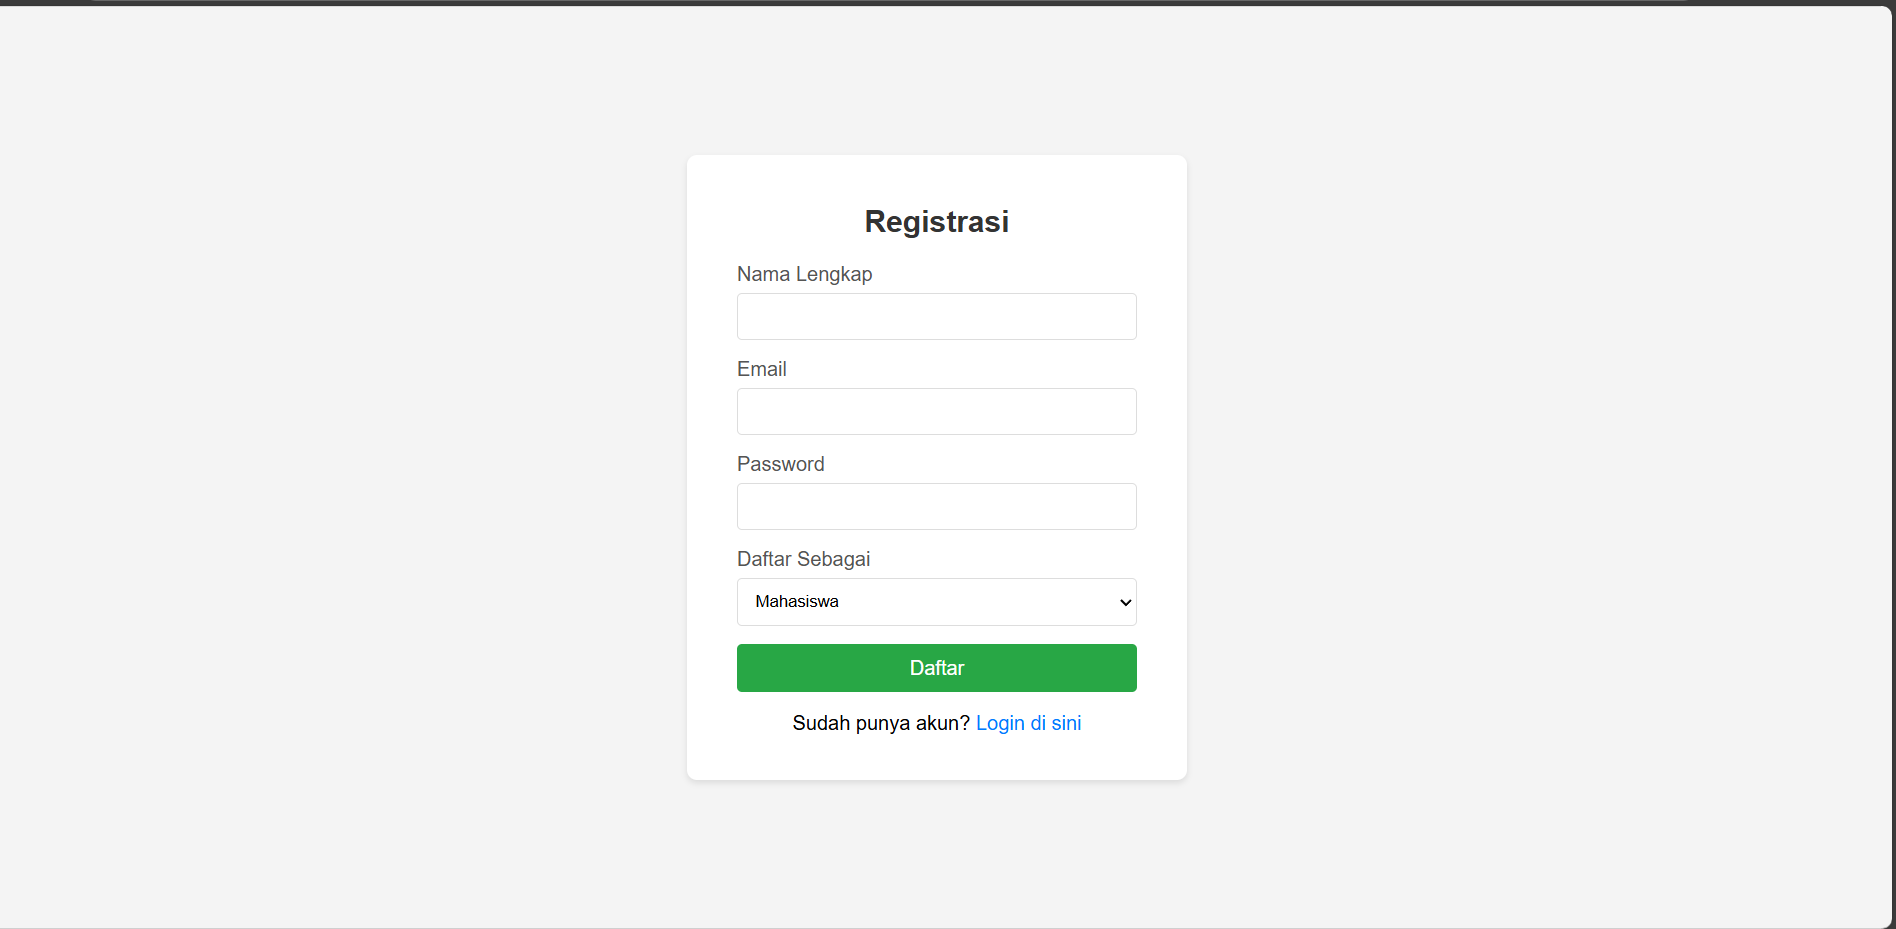 Registrasi
Nama Lengkap
Email
Password
Daftar Sebagai
Mahasiswa
Daftar
Sudah punya akun? Login di sini